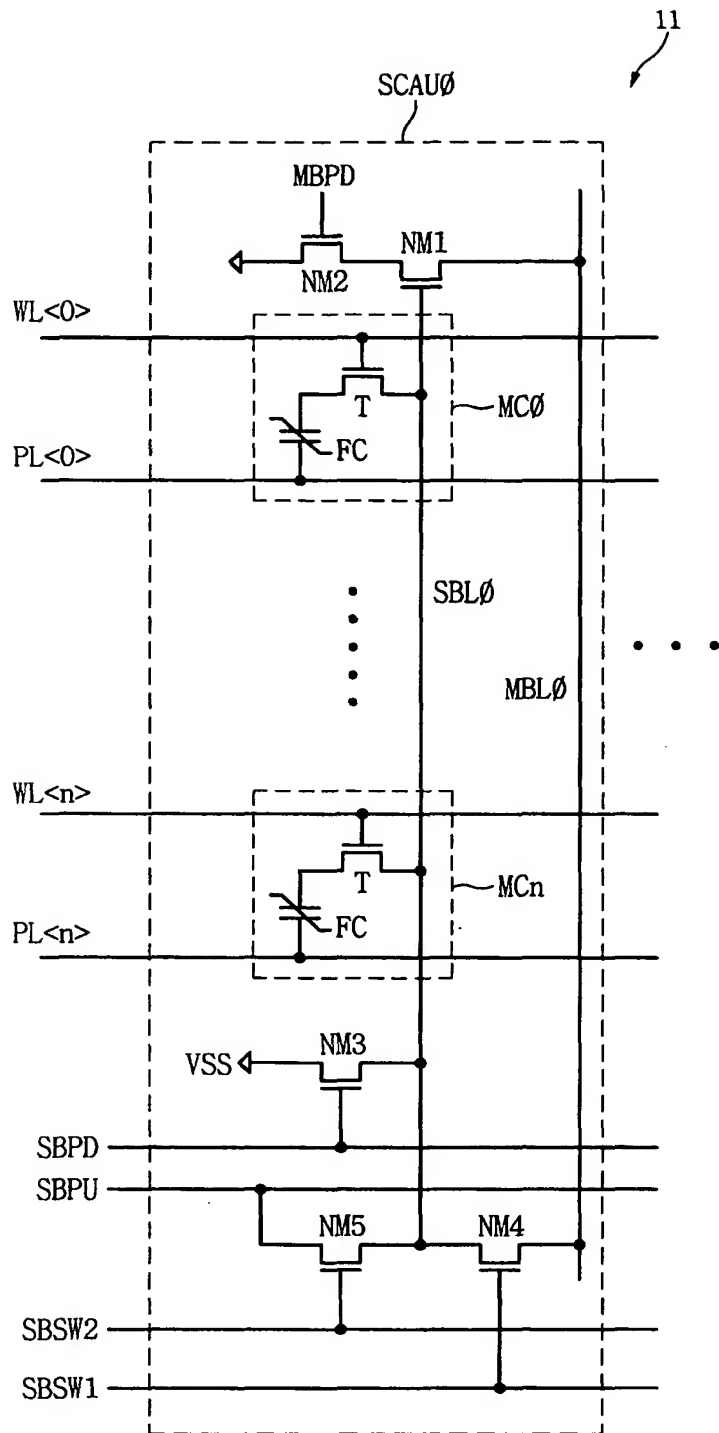 11
SCAUØ
MBPD
NM1
NM2
WL<0>
T
MCØ
FC
PL<0>
SBLØ
MBLØ
WL<n>
T
MCn
FC
PL<n>
NM3
VSS
SBPD
SBPU
NM5
NM4
SBSW2
SBSW1